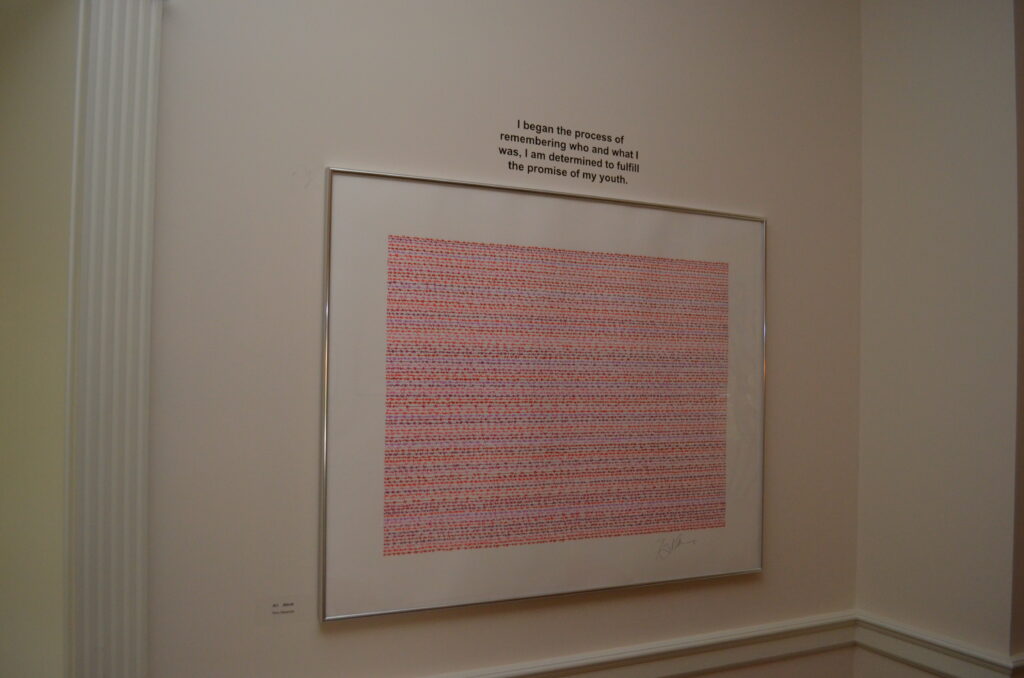 I began the process of
remembering who and what I
was, I am determined to fulfill
the promise of my youth.